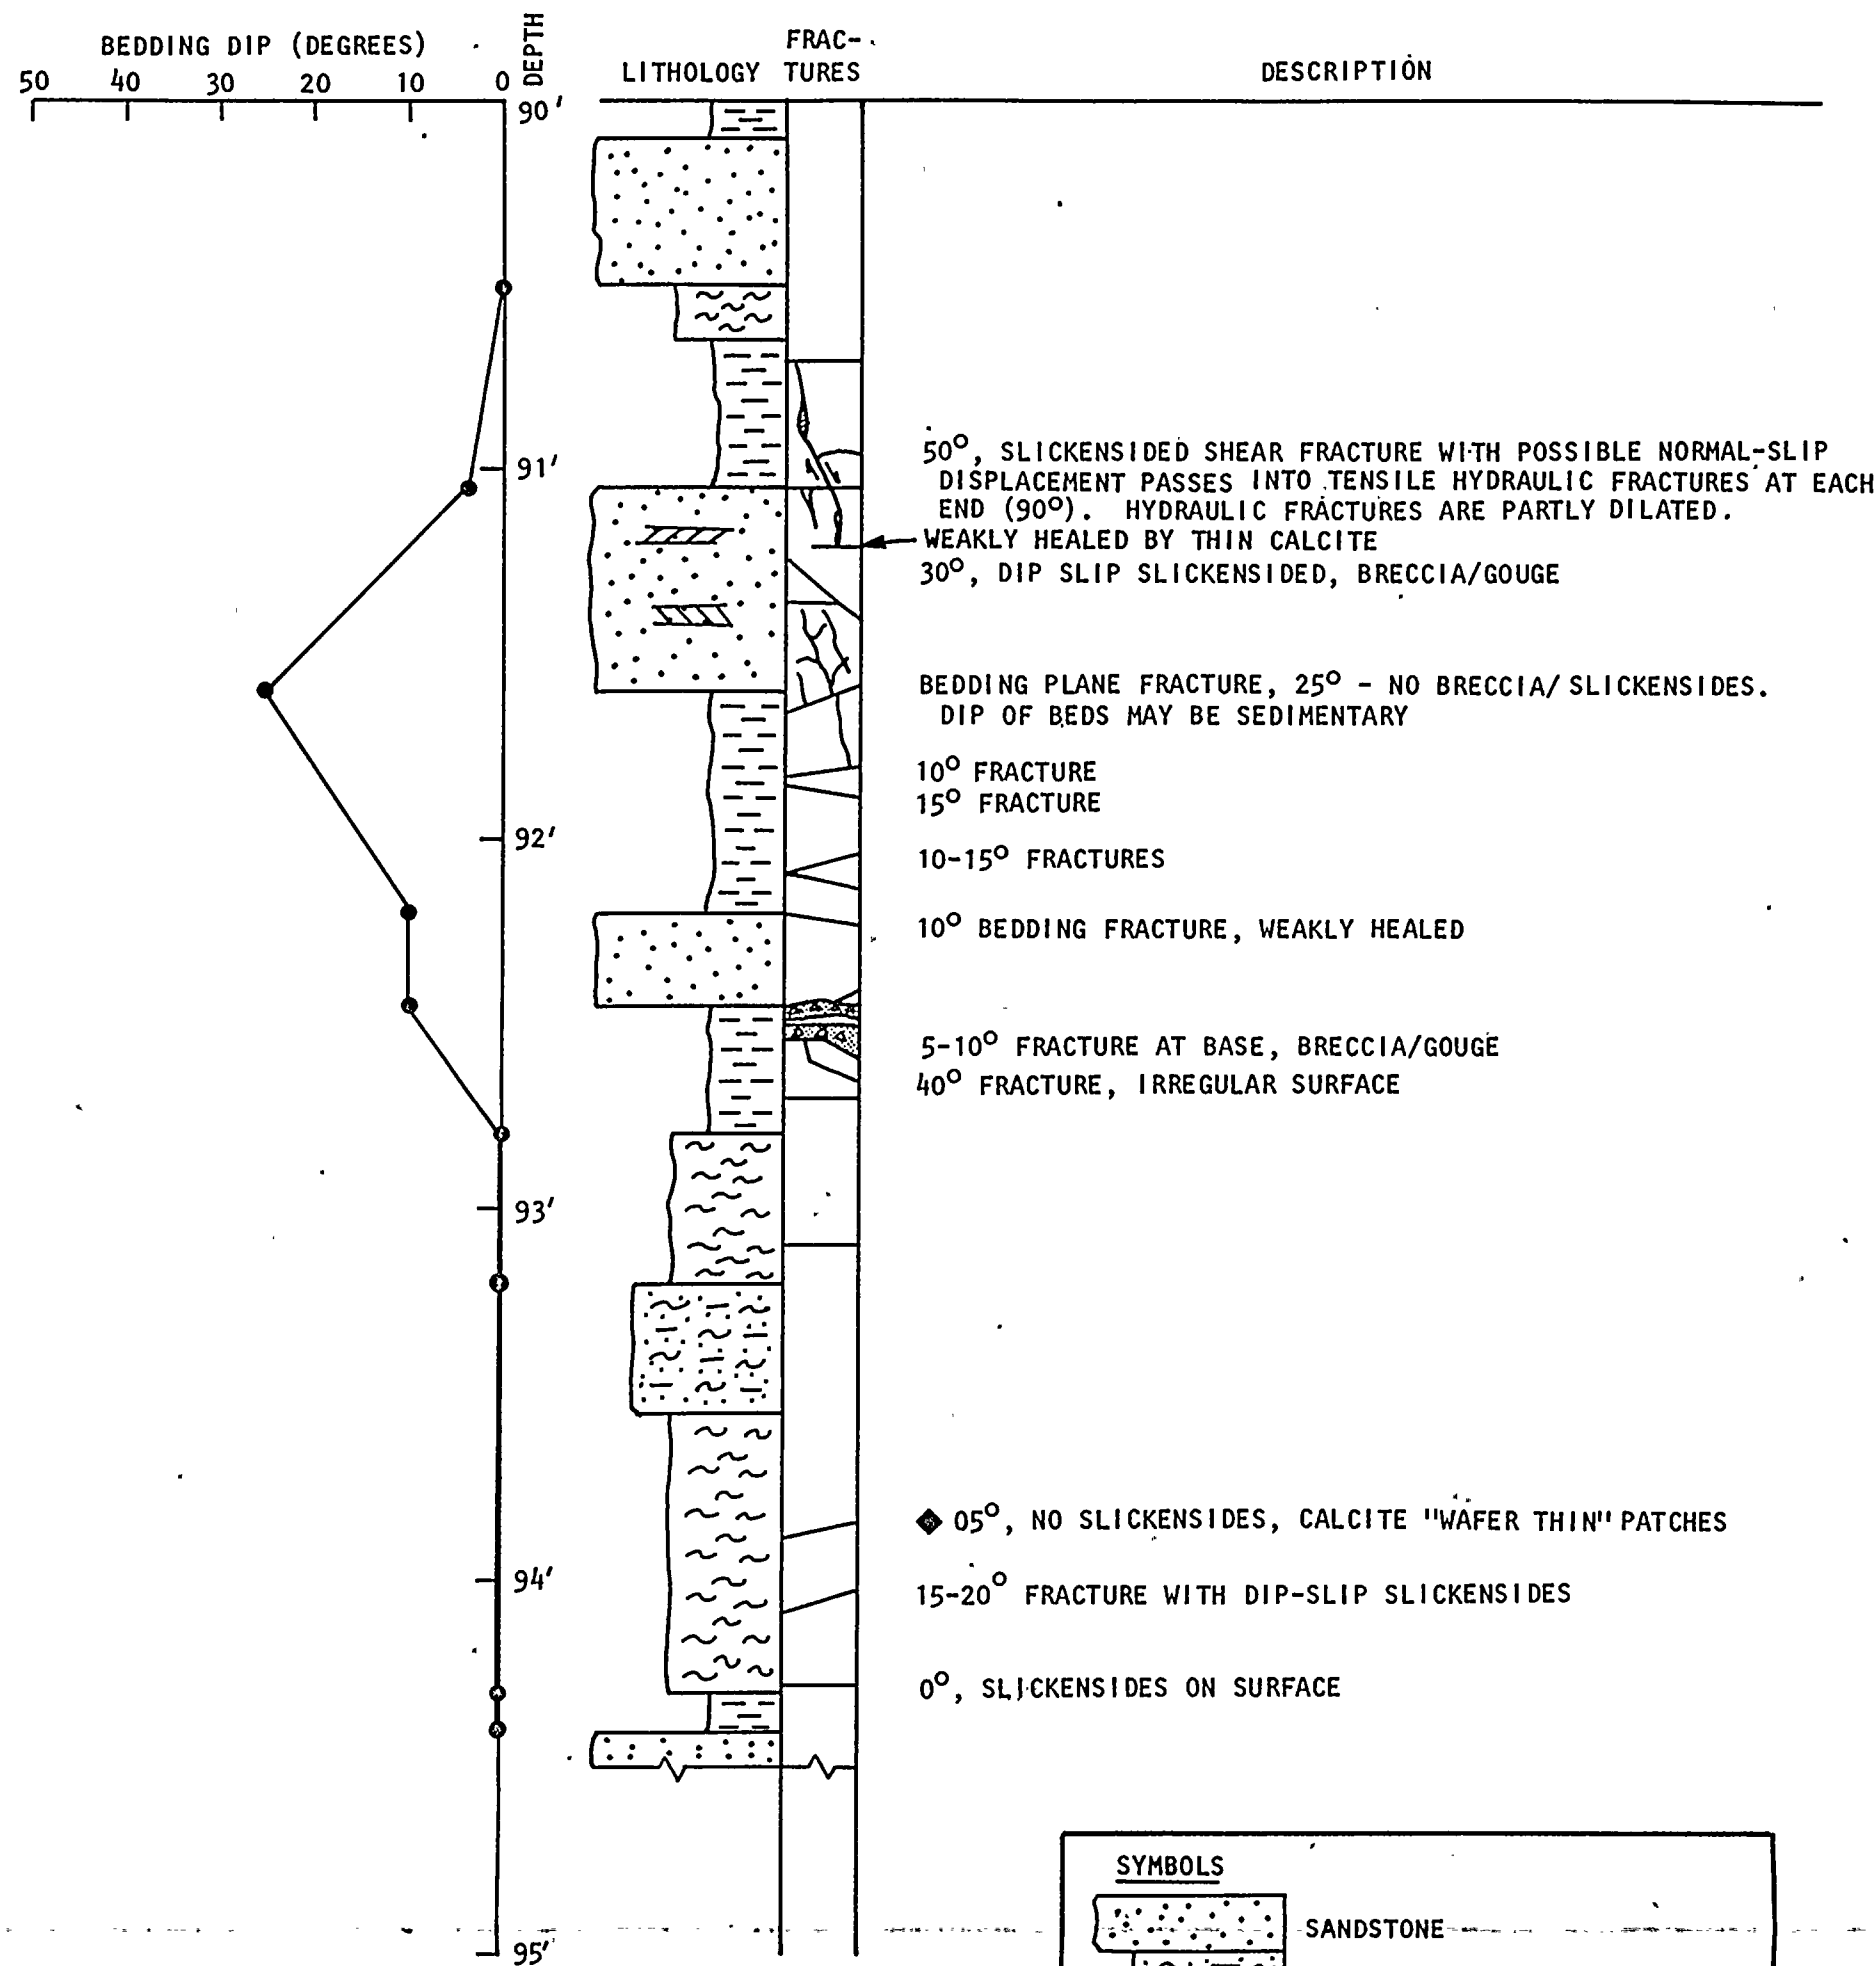 BEDDING DIP (DEGREES)
50 40 30 20 10 0
DEPTH
LITHOLOGY
FRAC-
TURES
DESCRIPTION
90'
91'
50°, SLICKENSIDED SHEAR FRACTURE WITH POSSIBLE NORMAL-SLIP
DISPLACEMENT PASSES INTO TENSILE HYDRAULIC FRACTURES AT EACH
END (90°). HYDRAULIC FRACTURES ARE PARTLY DILATED.
WEAKLY HEALED BY THIN CALCITE
30°, DIP SLIP SLICKENSIDED, BRECCIA/GOUGE
BEDDING PLANE FRACTURE, 25° - NO BRECCIA/SLICKENSIDES.
DIP OF BEDS MAY BE SEDIMENTARY
10° FRACTURE
15° FRACTURE
92'
10-15° FRACTURES
10° BEDDING FRACTURE, WEAKLY HEALED
5-10° FRACTURE AT BASE, BRECCIA/GOUGE
40° FRACTURE, IRREGULAR SURFACE
93'
05°, NO SLICKENSIDES, CALCITE "WAFER THIN" PATCHES
94'
15-20° FRACTURE WITH DIP-SLIP SLICKENSIDES
0°, SLICKENSIDES ON SURFACE
SYMBOLS
SANDSTONE
95'